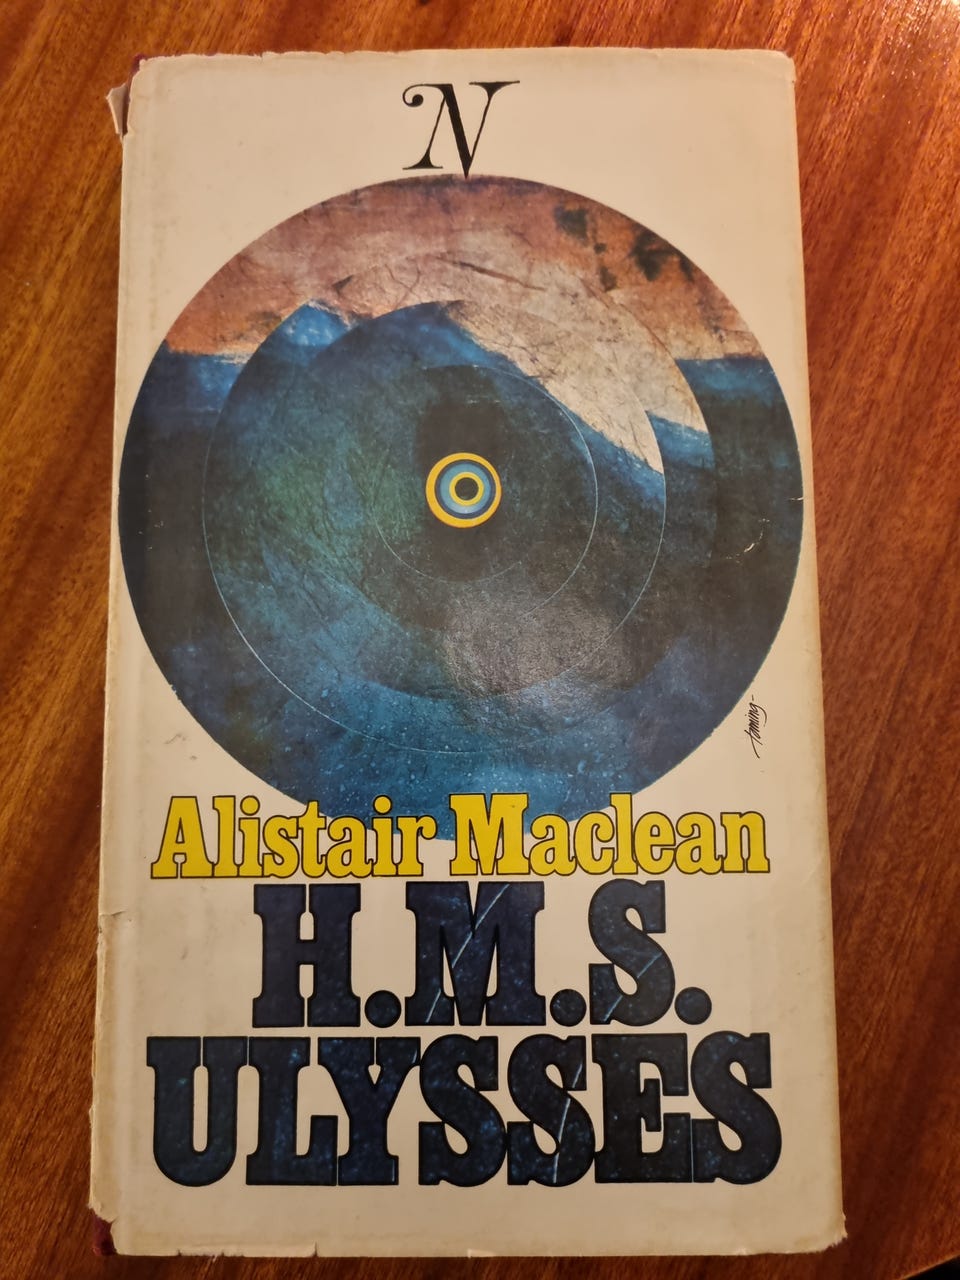 N
Alistair Maclean
H.M.S.
ULYSSES